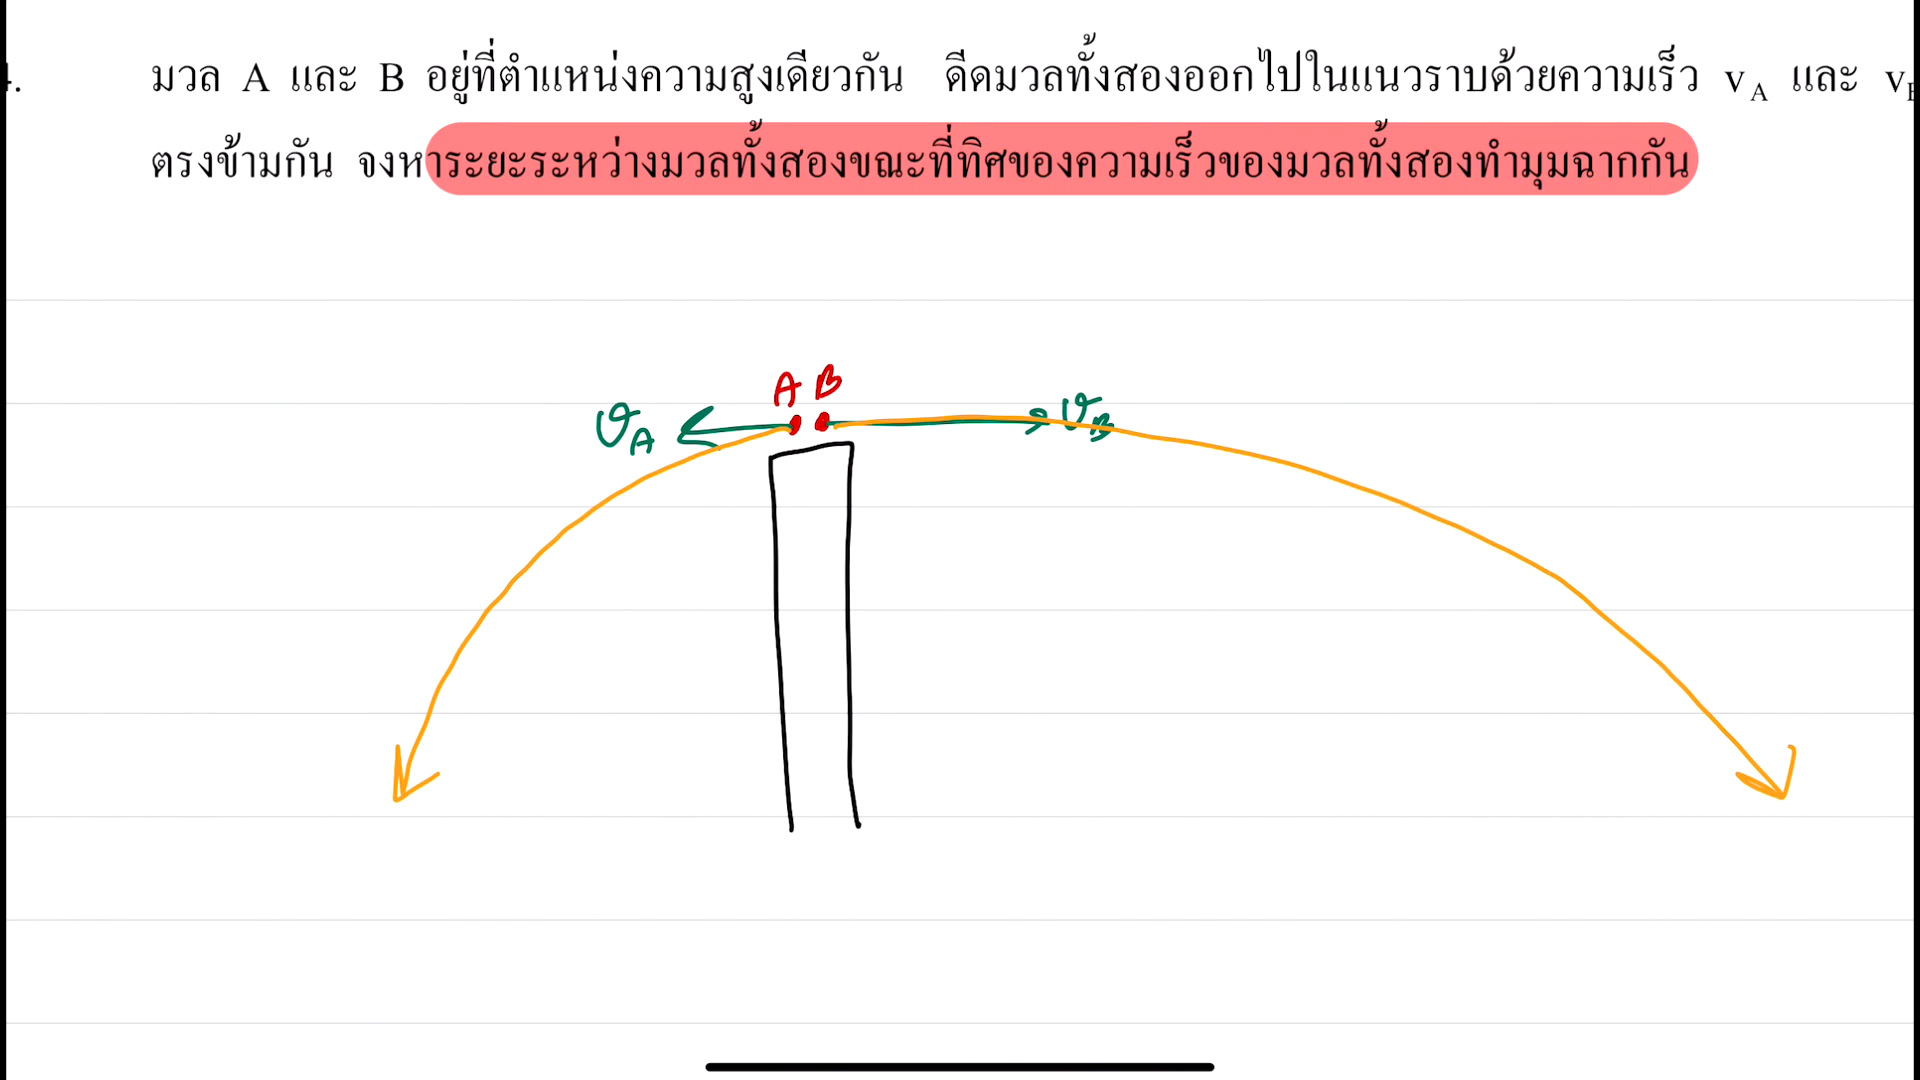 4. มวล A และ B อยู่ที่ตำแหน่งความสูงเดียวกัน ดีดมวลทั้งสองออกไปในแนวราบด้วยความเร็ว v_A และ v_B
ตรงข้ามกัน จงหาระยะระหว่างมวลทั้งสองขณะที่ทิศของความเร็วของมวลทั้งสองทำมุมฉากกัน
A B
v_A v_B